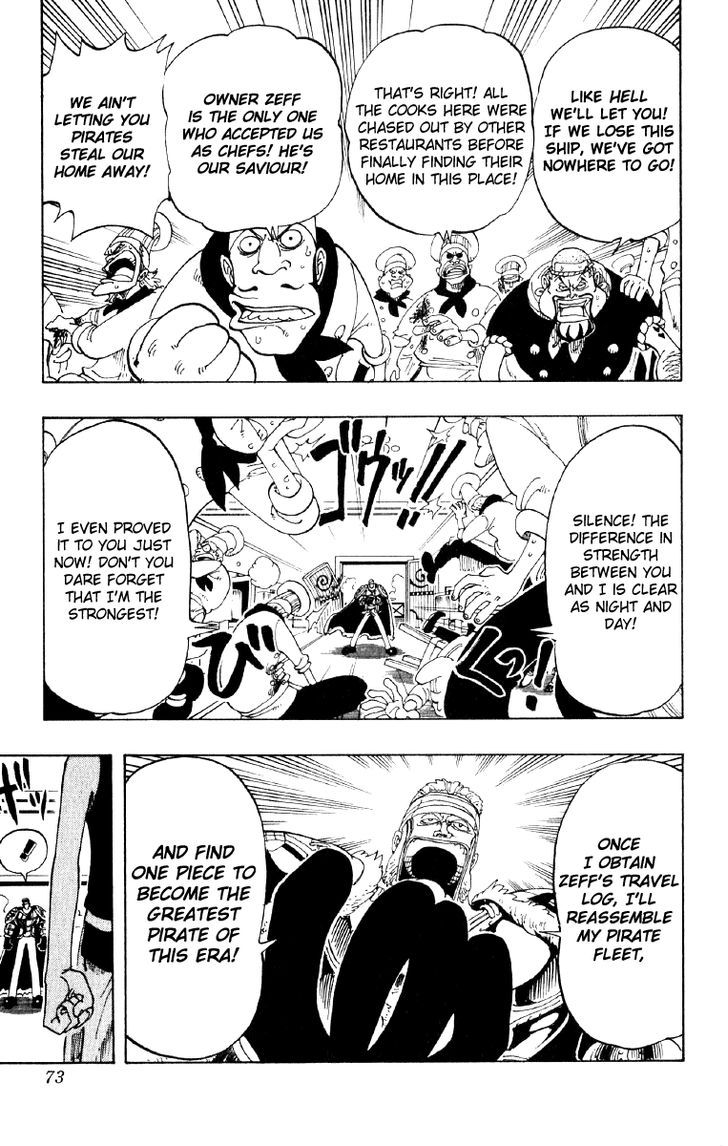 LIKE HELL
WE'LL LET YOU!
IF WE LOSE THIS
SHIP, WE'VE GOT
NOWHERE TO GO!
THAT'S RIGHT! ALL
THE COOKS HERE WERE
CHASED OUT BY OTHER
RESTAURANTS BEFORE
FINALLY FINDING THEIR
HOME IN THIS PLACE!
OWNER ZEFF
IS THE ONLY ONE
WHO ACCEPTED US
AS CHEFS! HE'S
OUR SAVIOUR!
WE AIN'T
LETTING YOU
PIRATES
STEAL OUR
HOME AWAY!
SILENCE! THE
DIFFERENCE IN
STRENGTH
BETWEEN YOU
AND I IS CLEAR
AS NIGHT AND
DAY!
ゴウッ!!
ぐっ!
I EVEN PROVED
IT TO YOU JUST
NOW! DON'T YOU
DARE FORGET
THAT I'M THE
STRONGEST!
ONCE
I OBTAIN
ZEFF'S TRAVEL
LOG, I'LL
REASSEMBLE
MY PIRATE
FLEET,
AND FIND
ONE PIECE TO
BECOME THE
GREATEST
PIRATE OF
THIS ERA!
!
73